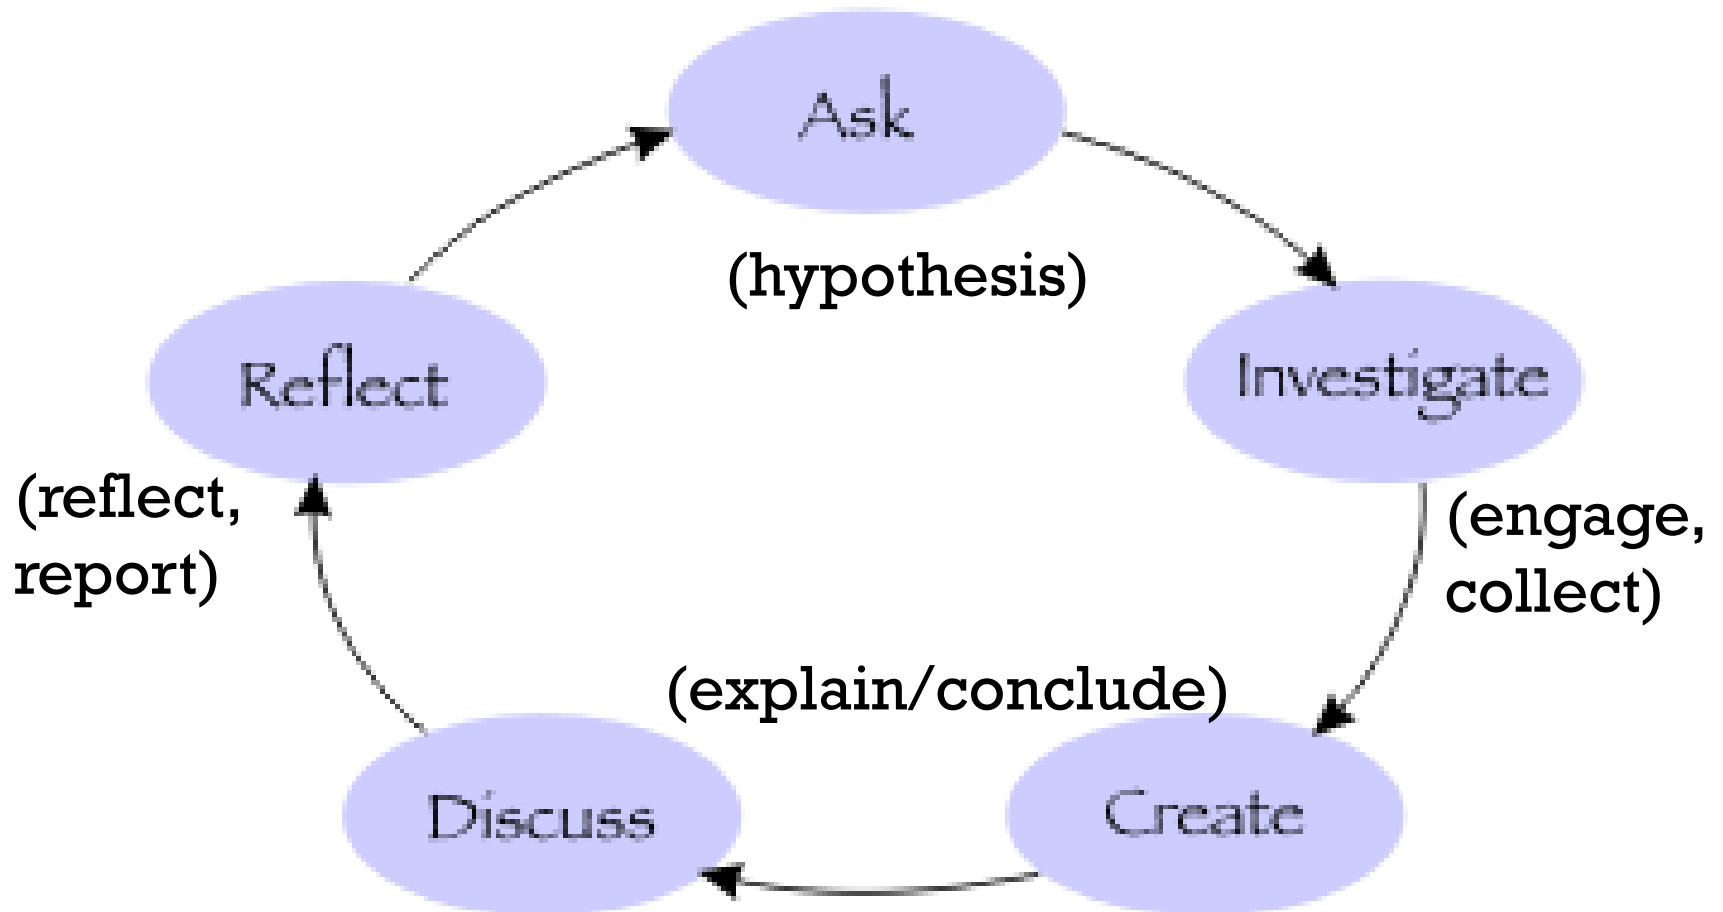 Ask
(hypothesis)
Investigate
(engage,
collect)
Create
(explain/conclude)
Discuss
(reflect,
report)
Reflect